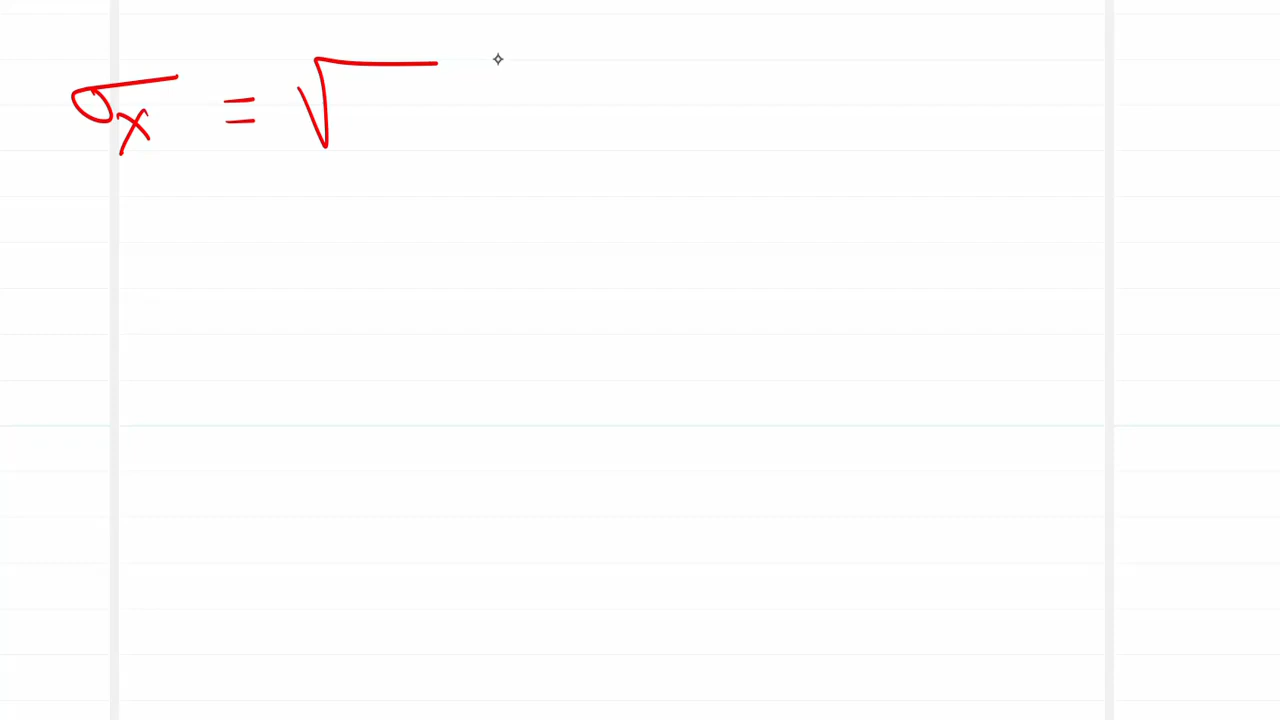 σₓ = √